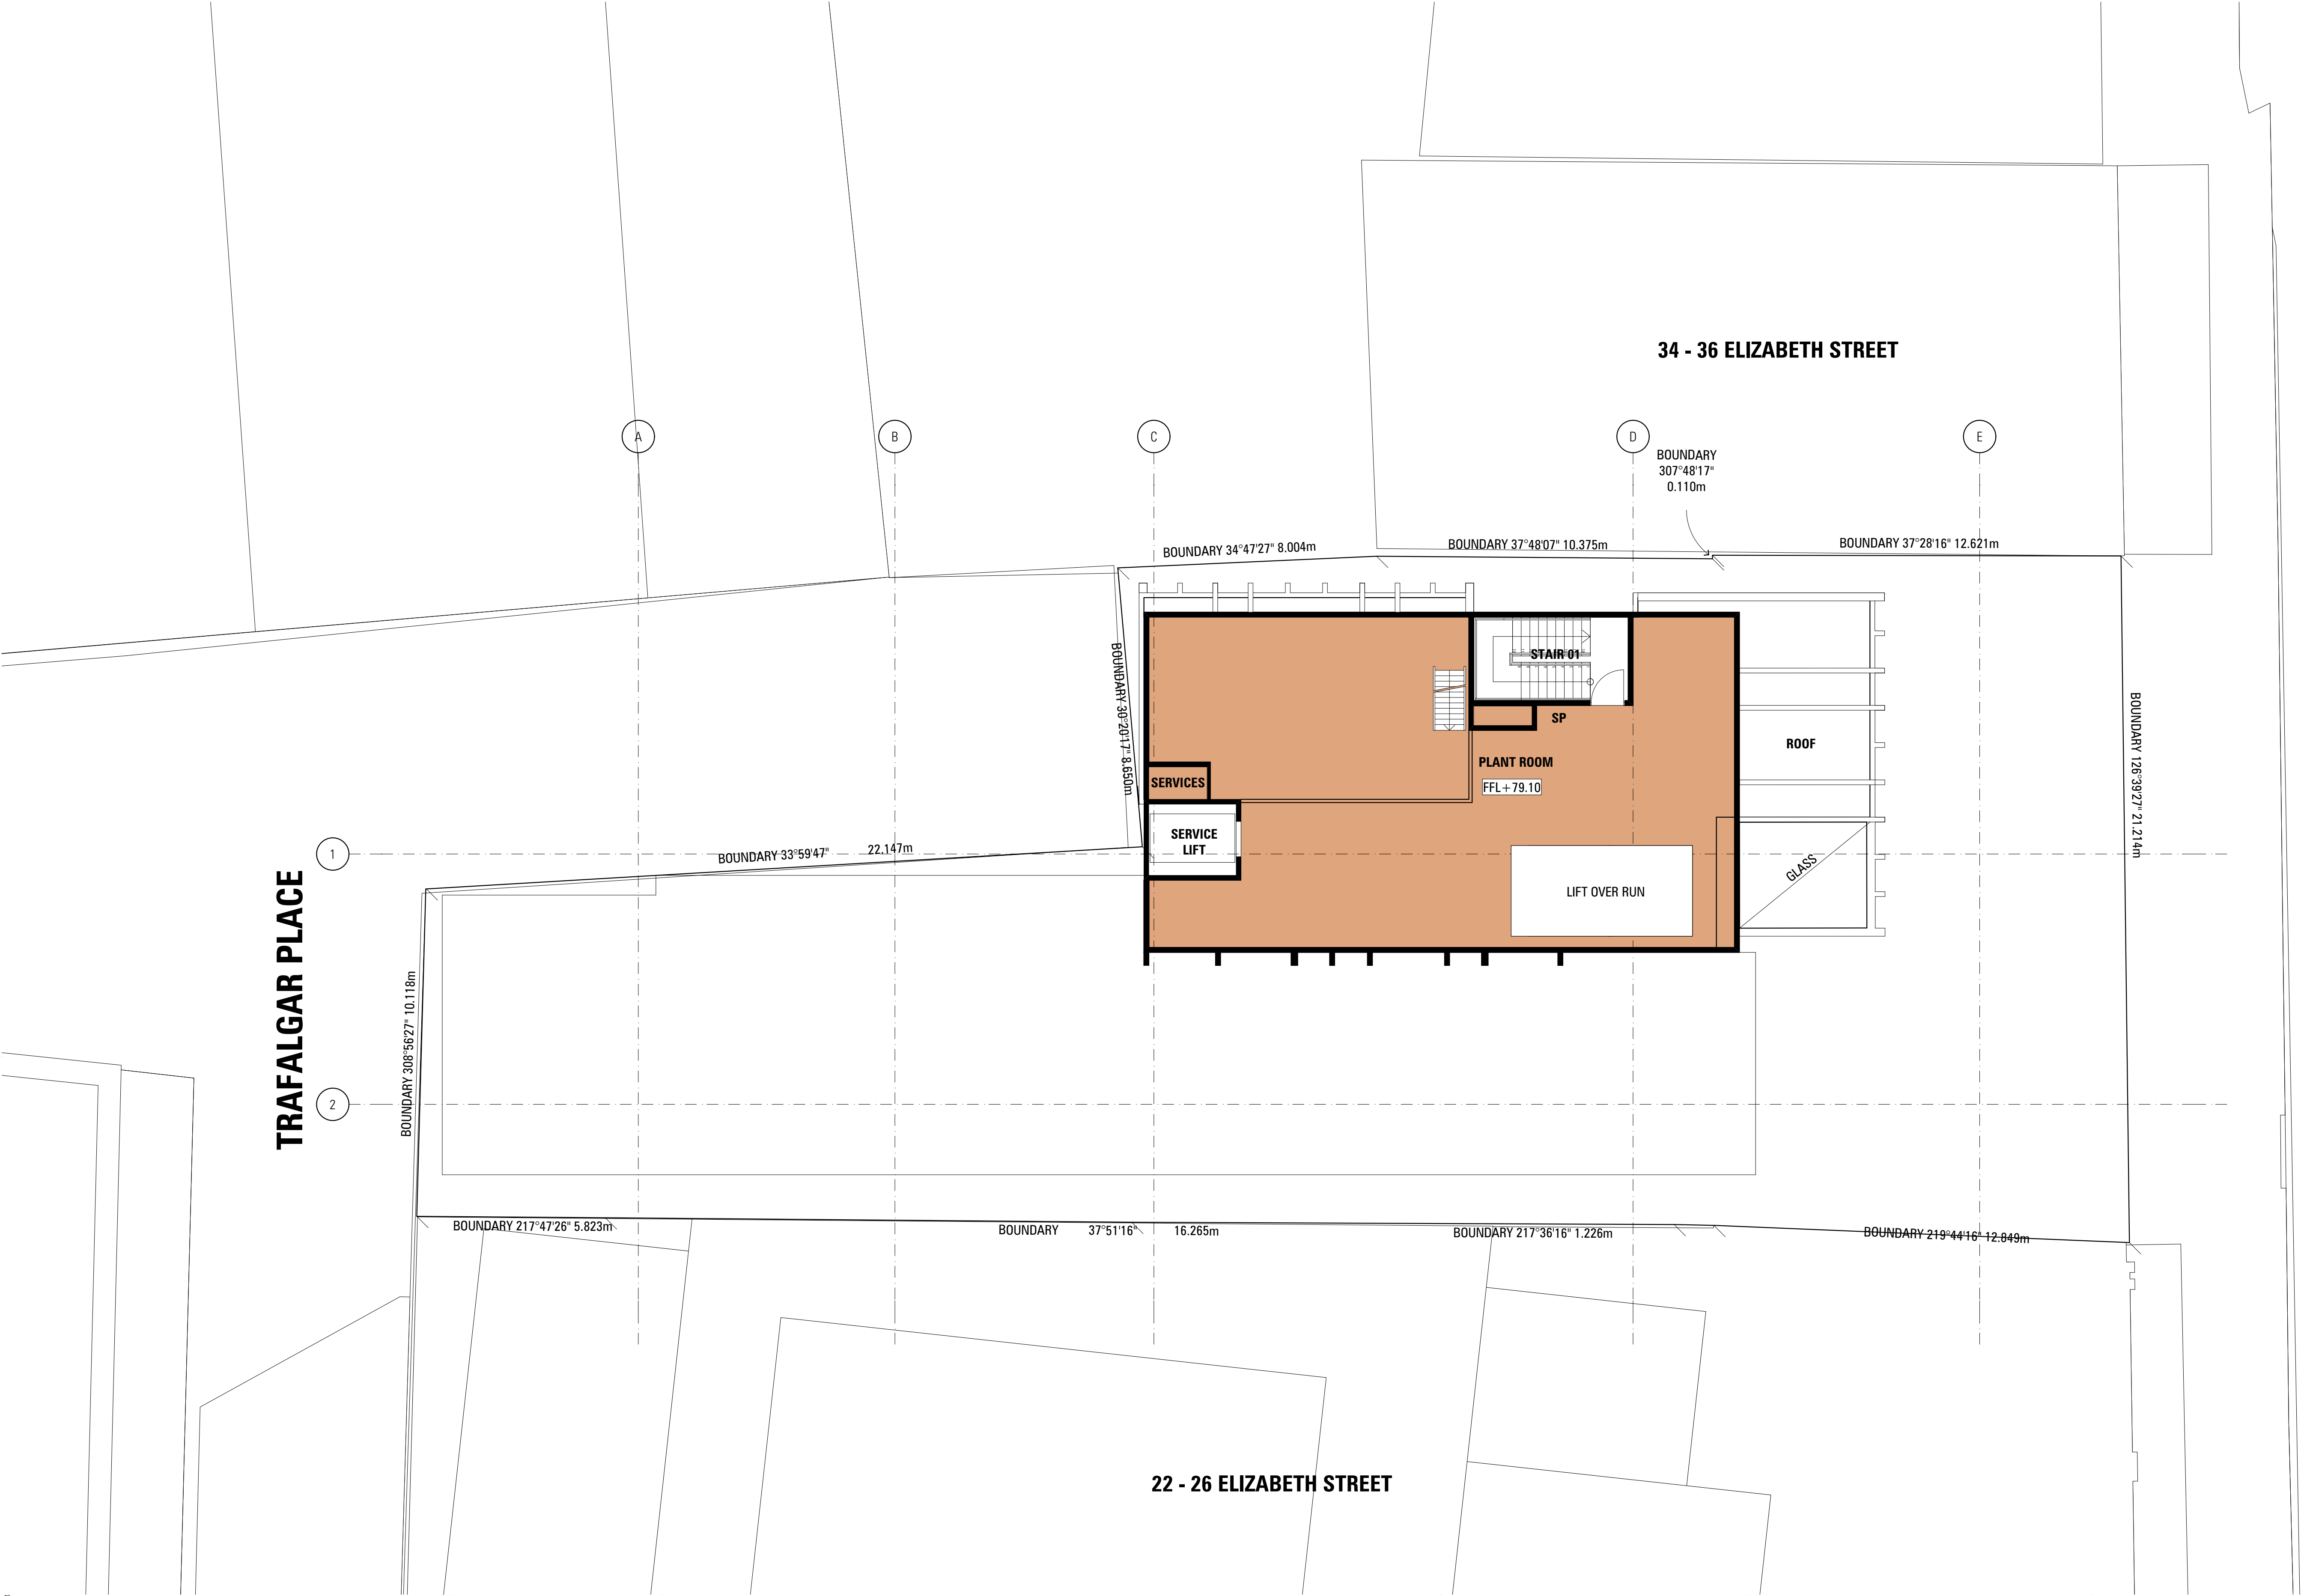 34 - 36 ELIZABETH STREET
A
B
C
D
E
BOUNDARY
307°48'17"
0.110m
BOUNDARY 34°47'27" 8.004m
BOUNDARY 37°48'07" 10.375m
BOUNDARY 37°28'16" 12.621m
BOUNDARY 30°20'17" 8.650m
STAIR 01
SP
PLANT ROOM
FFL+79.10
SERVICES
SERVICE
LIFT
ROOF
GLASS
LIFT OVER RUN
BOUNDARY 126°39'27" 21.214m
1
BOUNDARY 33°59'47" 22.147m
TRAFALGAR PLACE
BOUNDARY 308°56'27" 10.118m
2
BOUNDARY 217°47'26" 5.823m
BOUNDARY 37°51'16" 16.265m
BOUNDARY 217°36'16" 1.226m
BOUNDARY 219°44'16" 12.849m
22 - 26 ELIZABETH STREET